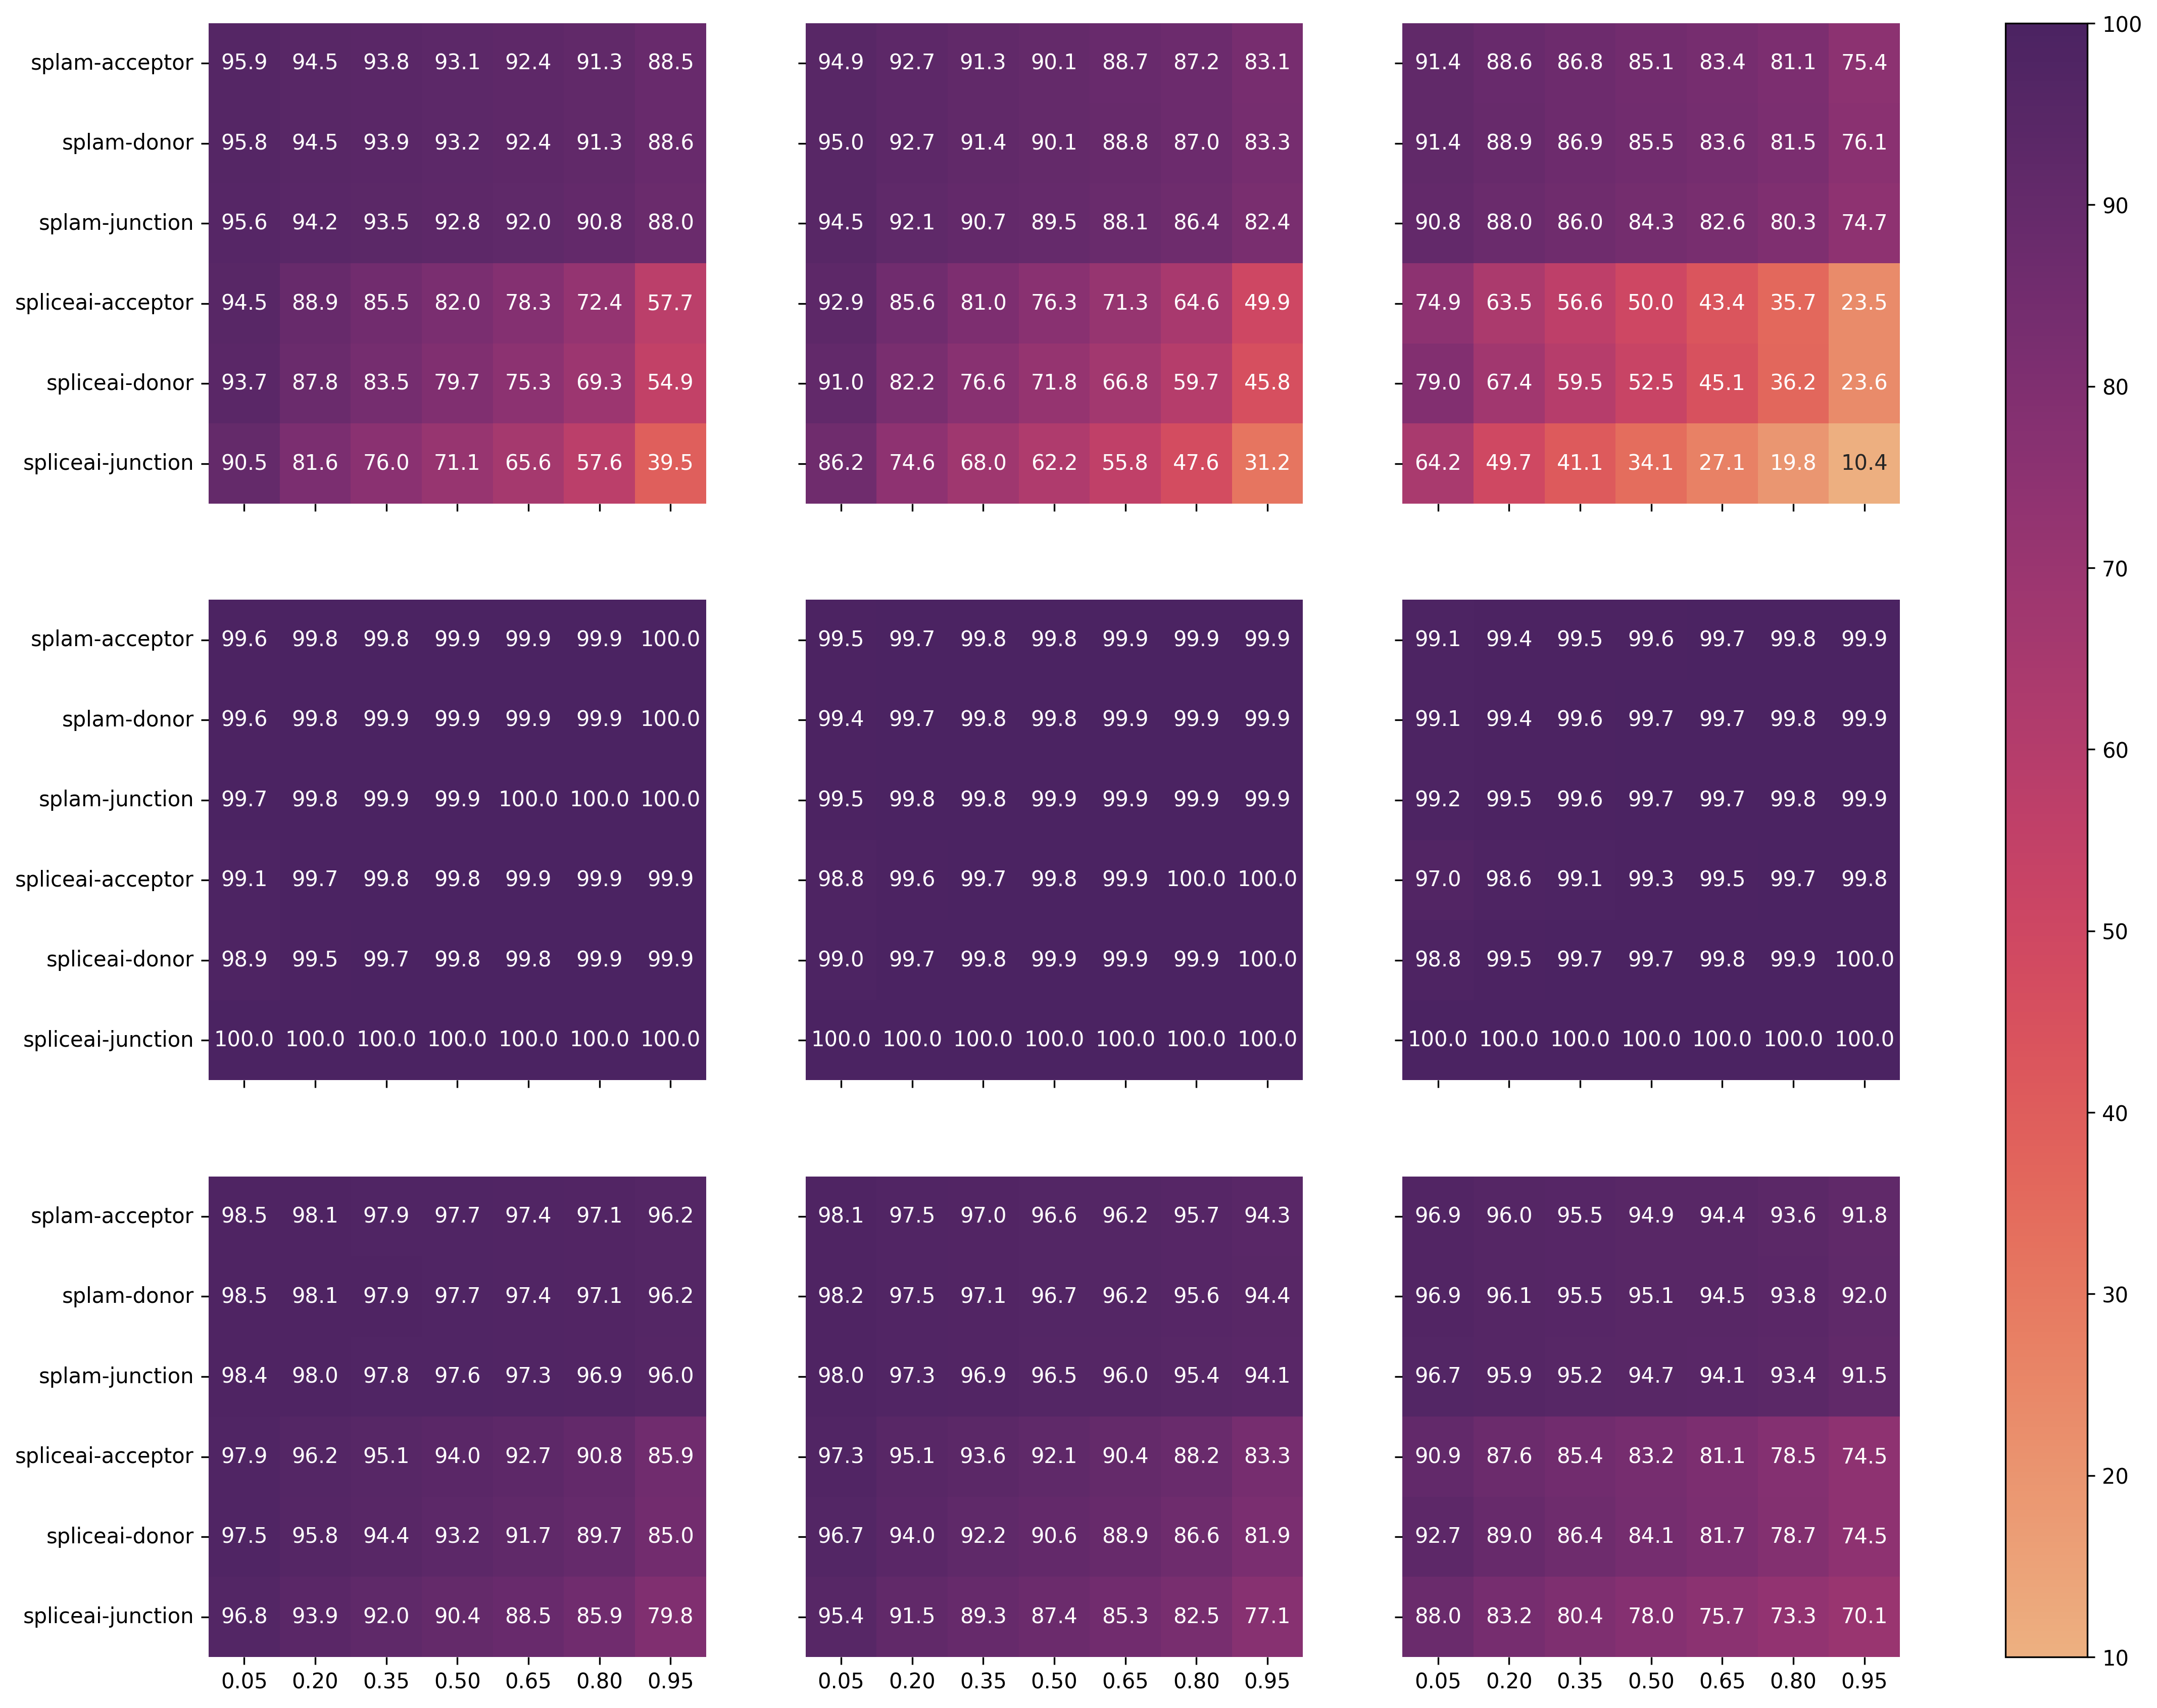 splam-acceptor 95.9 94.5 93.8 93.1 92.4 91.3 88.5 94.9 92.7 91.3 90.1 88.7 87.2 83.1 91.4 88.6 86.8 85.1 83.4 81.1 75.4 100
splam-donor 95.8 94.5 93.9 93.2 92.4 91.3 88.6 95.0 92.7 91.4 90.1 88.8 87.0 83.3 91.4 88.9 86.9 85.5 83.6 81.5 76.1
splam-junction 95.6 94.2 93.5 92.8 92.0 90.8 88.0 94.5 92.1 90.7 89.5 88.1 86.4 82.4 90.8 88.0 86.0 84.3 82.6 80.3 74.7 90
spliceai-acceptor 94.5 88.9 85.5 82.0 78.3 72.4 57.7 92.9 85.6 81.0 76.3 71.3 64.6 49.9 74.9 63.5 56.6 50.0 43.4 35.7 23.5
spliceai-donor 93.7 87.8 83.5 79.7 75.3 69.3 54.9 91.0 82.2 76.6 71.8 66.8 59.7 45.8 79.0 67.4 59.5 52.5 45.1 36.2 23.6 80
spliceai-junction 90.5 81.6 76.0 71.1 65.6 57.6 39.5 86.2 74.6 68.0 62.2 55.8 47.6 31.2 64.2 49.7 41.1 34.1 27.1 19.8 10.4
70
splam-acceptor 99.6 99.8 99.8 99.9 99.9 99.9 100.0 99.5 99.7 99.8 99.8 99.9 99.9 99.9 99.1 99.4 99.5 99.6 99.7 99.8 99.9
splam-donor 99.6 99.8 99.9 99.9 99.9 99.9 100.0 99.4 99.7 99.8 99.8 99.9 99.9 99.9 99.1 99.4 99.6 99.7 99.7 99.8 99.9 60
splam-junction 99.7 99.8 99.9 99.9 100.0 100.0 100.0 99.5 99.8 99.8 99.9 99.9 99.9 99.9 99.2 99.5 99.6 99.7 99.7 99.8 99.9
spliceai-acceptor 99.1 99.7 99.8 99.8 99.9 99.9 99.9 98.8 99.6 99.7 99.8 99.9 100.0 100.0 97.0 98.6 99.1 99.3 99.5 99.7 99.8
50
spliceai-donor 98.9 99.5 99.7 99.8 99.8 99.9 99.9 99.0 99.7 99.8 99.9 99.9 99.9 100.0 98.8 99.5 99.7 99.7 99.8 99.9 100.0
spliceai-junction 100.0 100.0 100.0 100.0 100.0 100.0 100.0 100.0 100.0 100.0 100.0 100.0 100.0 100.0 100.0 100.0 100.0 100.0 100.0 100.0 100.0
40
splam-acceptor 98.5 98.1 97.9 97.7 97.4 97.1 96.2 98.1 97.5 97.0 96.6 96.2 95.7 94.3 96.9 96.0 95.5 94.9 94.4 93.6 91.8
splam-donor 98.5 98.1 97.9 97.7 97.4 97.1 96.2 98.2 97.5 97.1 96.7 96.2 95.6 94.4 96.9 96.1 95.5 95.1 94.5 93.8 92.0 30
splam-junction 98.4 98.0 97.8 97.6 97.3 96.9 96.0 98.0 97.3 96.9 96.5 96.0 95.4 94.1 96.7 95.9 95.2 94.7 94.1 93.4 91.5
spliceai-acceptor 97.9 96.2 95.1 94.0 92.7 90.8 85.9 97.3 95.1 93.6 92.1 90.4 88.2 83.3 90.9 87.6 85.4 83.2 81.1 78.5 74.5 20
spliceai-donor 97.5 95.8 94.4 93.2 91.7 89.7 85.0 96.7 94.0 92.2 90.6 88.9 86.6 81.9 92.7 89.0 86.4 84.1 81.7 78.7 74.5
spliceai-junction 96.8 93.9 92.0 90.4 88.5 85.9 79.8 95.4 91.5 89.3 87.4 85.3 82.5 77.1 88.0 83.2 80.4 78.0 75.7 73.3 70.1
10
0.05 0.20 0.35 0.50 0.65 0.80 0.95 0.05 0.20 0.35 0.50 0.65 0.80 0.95 0.05 0.20 0.35 0.50 0.65 0.80 0.95